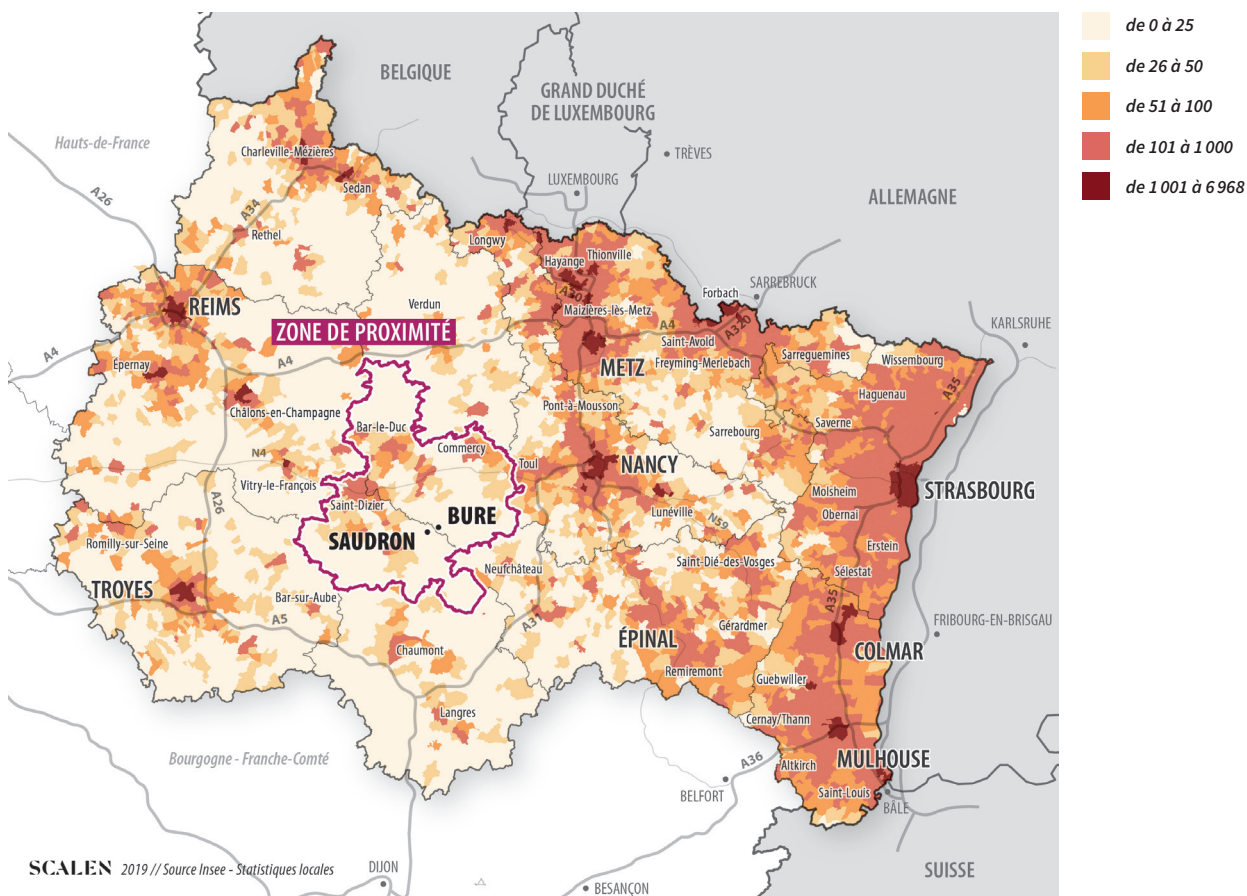 de 0 à 25
de 26 à 50
de 51 à 100
de 101 à 1 000
de 1 001 à 6 968
BELGIQUE
GRAND DUCHÉ
DE LUXEMBOURG
Hauts-de-France
TRÈVES
LUXEMBOURG
ALLEMAGNE
Charleville-Mézières
Sedan
A26
A34
Rethel
Longwy
Hayange
Thionville
Forbach
SARREBRUCK
REIMS
Verdun
A30
Maizières-lès-Metz
A4
A320
KARLSRUHE
ZONE DE PROXIMITÉ
Saint-Avold
Sarreguemines
Wissembourg
A4
A4
Épernay
METZ
Freyming-Merlebach
Haguenau
A35
Châlons-en-Champagne
Pont-à-Mousson
Bar-le-Duc
Sarrebourg
Saverne
Commercy
N4
Toul
NANCY
Vitry-le-François
Molsheim
STRASBOURG
A26
Saint-Dizier
BURE
Lunéville
Obernai
SAUDRON
N59
Romilly-sur-Seine
Erstein
Neufchâteau
Saint-Dié-des-Vosges
Sélestat
TROYES
Bar-sur-Aube
A35
A5
A31
Gérardmer
FRIBOURG-EN-BRISGAU
ÉPINAL
Chaumont
COLMAR
Remiremont
Guebwiller
Langres
Cernay/Thann
Bourgogne - Franche-Comté
A36
MULHOUSE
Altkirch
BELFORT
Saint-Louis
BÂLE
SCALEN 2019 // Source Insee - Statistiques locales
DIJON
BESANÇON
SUISSE